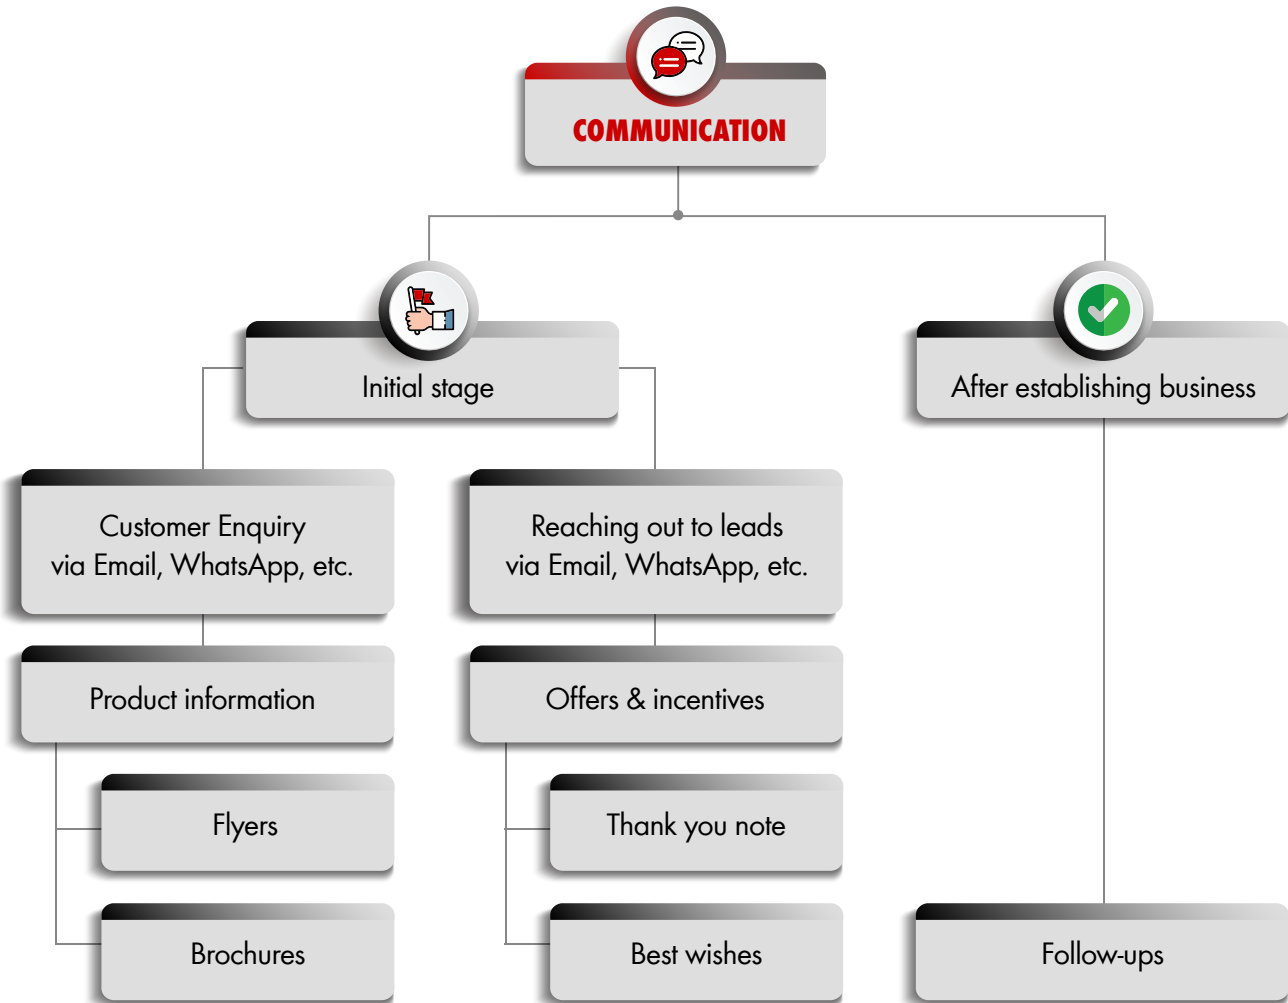 COMMUNICATION
Initial stage
After establishing business
Customer Enquiry
via Email, WhatsApp, etc.
Reaching out to leads
via Email, WhatsApp, etc.
Product information
Offers & incentives
Flyers
Thank you note
Brochures
Best wishes
Follow-ups